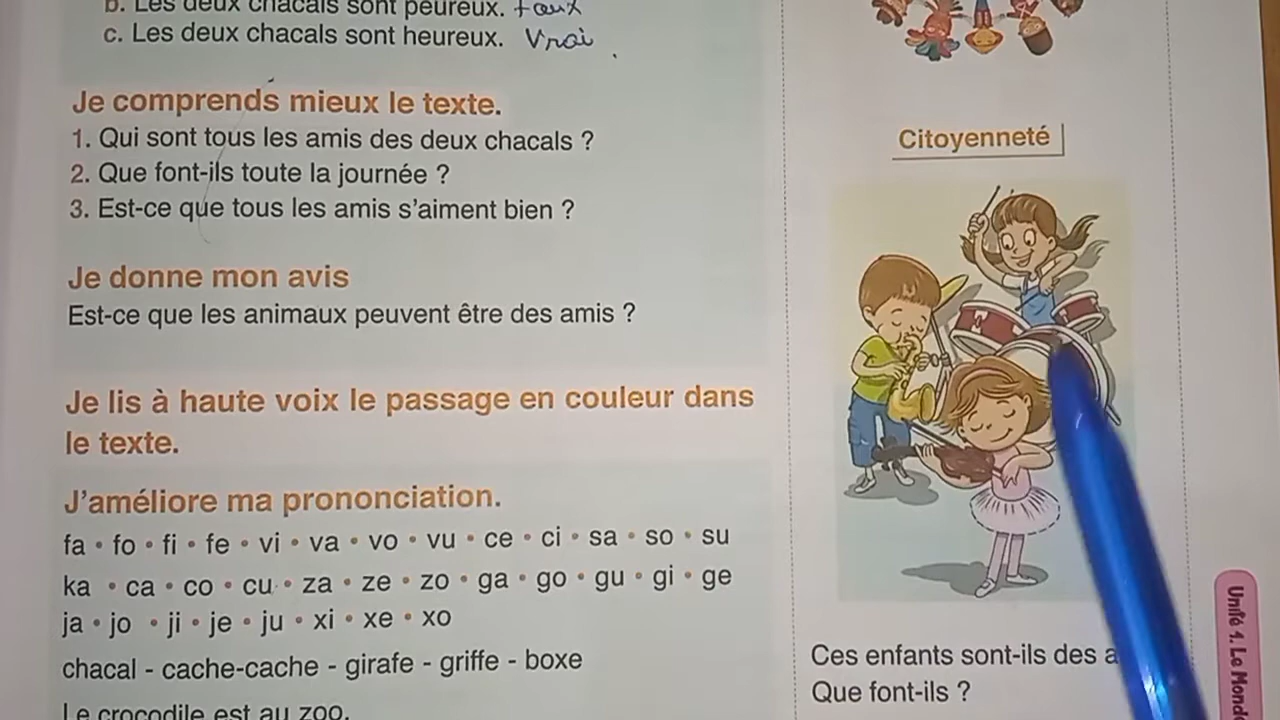 b. Les deux chacals sont peureux. faux
c. Les deux chacals sont heureux. Vrai
Je comprends mieux le texte.
1. Qui sont tous les amis des deux chacals ?
2. Que font-ils toute la journée ?
3. Est-ce que tous les amis s'aiment bien ?
Je donne mon avis
Est-ce que les animaux peuvent être des amis ?
Je lis à haute voix le passage en couleur dans
le texte.
J'améliore ma prononciation.
fa • fo • fi • fe • vi • va • vo • vu • ce • ci • sa • so • su
ka • ca • co • cu • za • ze • zo • ga • go • gu • gi • ge
ja • jo • ji • je • ju • xi • xe • xo
chacal - cache-cache - girafe - griffe - boxe
Le crocodile est au zoo.
Citoyenneté
Ces enfants sont-ils des
Que font-ils ?
Unité 1. Le